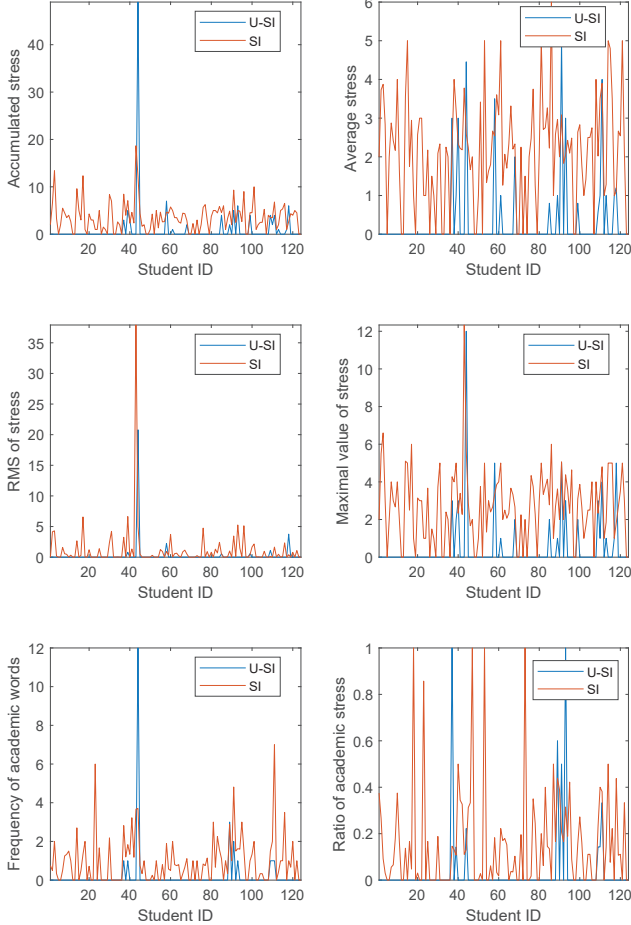 Accumulated stress
40
30
20
10
0
20 40 60 80 100 120
Student ID
U-SI
SI
Average stress
6
5
4
3
2
1
0
20 40 60 80 100 120
Student ID
U-SI
SI
RMS of stress
35
30
25
20
15
10
5
0
20 40 60 80 100 120
Student ID
U-SI
SI
Maximal value of stress
12
10
8
6
4
2
0
20 40 60 80 100 120
Student ID
U-SI
SI
Frequency of academic words
12
10
8
6
4
2
0
20 40 60 80 100 120
Student ID
U-SI
SI
Ratio of academic stress
1
0.8
0.6
0.4
0.2
0
20 40 60 80 100 120
Student ID
U-SI
SI